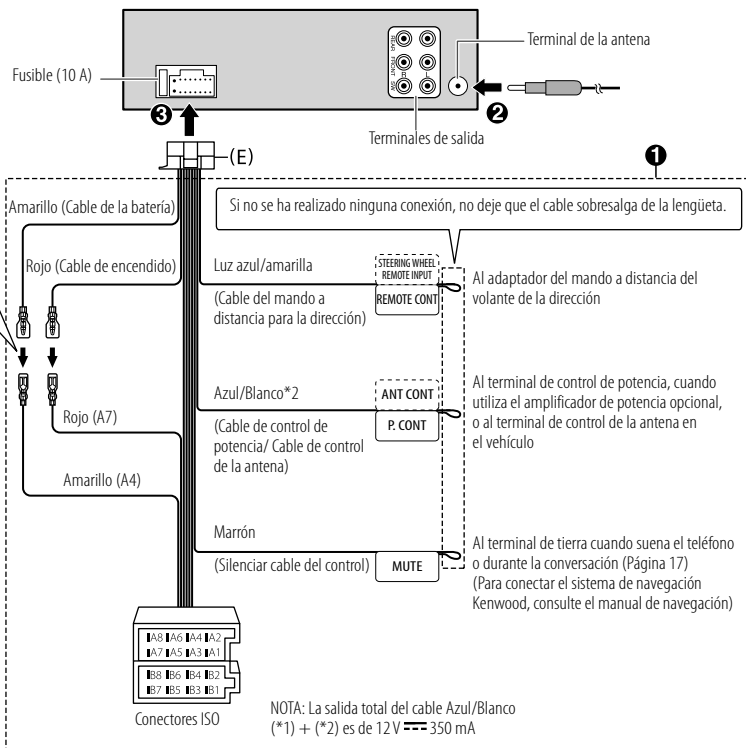 Terminal de la antena
Fusible (10 A)
REAR
FRONT
SW
R
L
❸
❷
Terminales de salida
(E)
❶
Amarillo (Cable de la batería)
Si no se ha realizado ninguna conexión, no deje que el cable sobresalga de la lengüeta.
Rojo (Cable de encendido)
Luz azul/amarilla
(Cable del mando a
distancia para la dirección)
STEERING WHEEL
REMOTE INPUT
REMOTE CONT
Al adaptador del mando a distancia del
volante de la dirección
Azul/Blanco*2
(Cable de control de
potencia/ Cable de control
de la antena)
ANT CONT
P. CONT
Al terminal de control de potencia, cuando
utiliza el amplificador de potencia opcional,
o al terminal de control de la antena en
el vehículo
Rojo (A7)
Amarillo (A4)
Marrón
(Silenciar cable del control)
MUTE
Al terminal de tierra cuando suena el teléfono
o durante la conversación (Página 17)
(Para conectar el sistema de navegación
Kenwood, consulte el manual de navegación)
A8 A6 A4 A2
A7 A5 A3 A1
B8 B6 B4 B2
B7 B5 B3 B1
Conectores ISO
NOTA: La salida total del cable Azul/Blanco
(*1) + (*2) es de 12 V ⎓ 350 mA